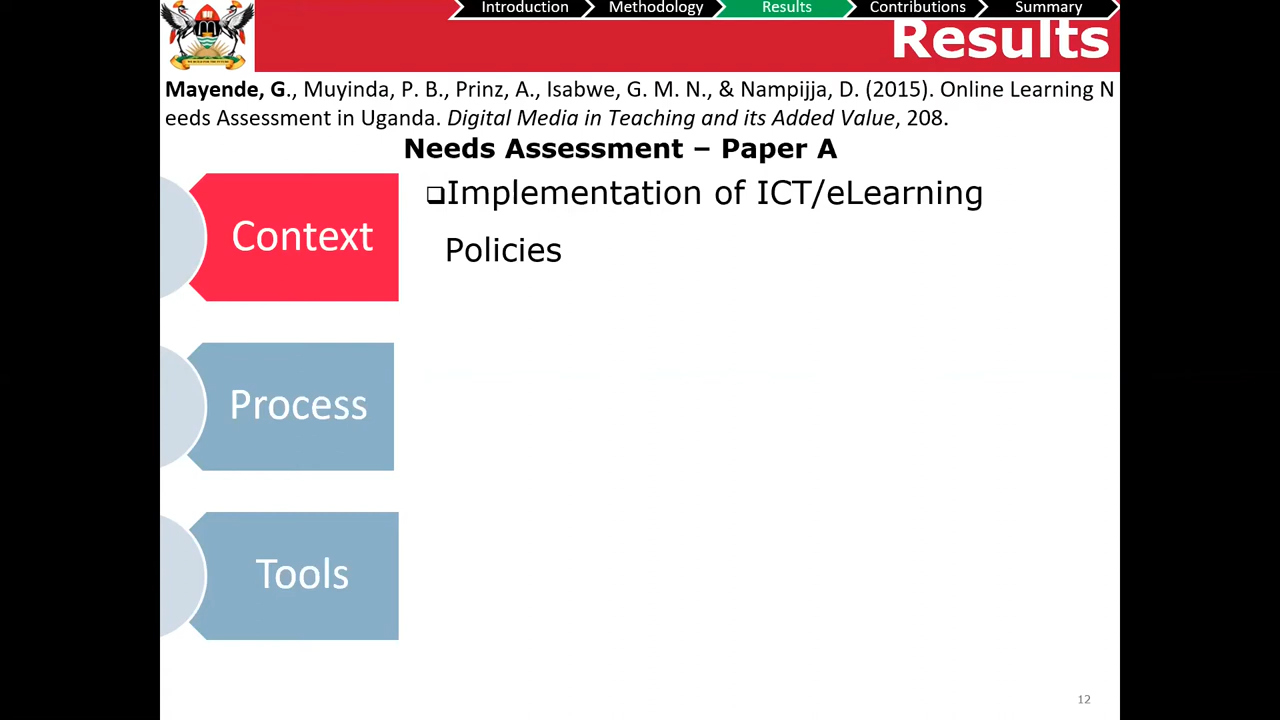 Introduction
Methodology
Results
Contributions
Summary
Results
Mayende, G., Muyinda, P. B., Prinz, A., Isabwe, G. M. N., & Nampijja, D. (2015). Online Learning N
eeds Assessment in Uganda. Digital Media in Teaching and its Added Value, 208.
Needs Assessment – Paper A
Context
❑Implementation of ICT/eLearning
Policies
Process
Tools
12